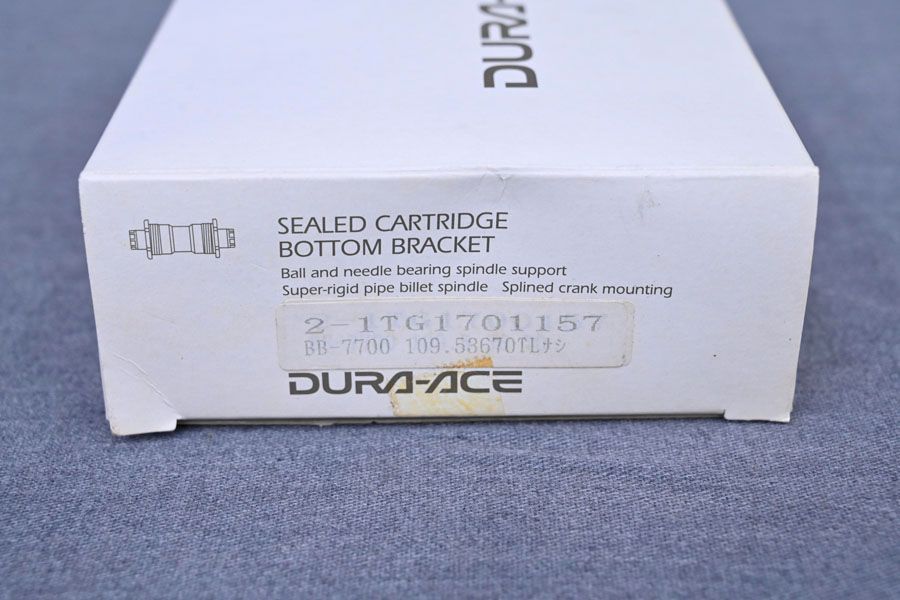 DURA-A
SEALED CARTRIDGE
BOTTOM BRACKET
Ball and needle bearing spindle support
Super-rigid pipe billet spindle Splined crank mounting
2-1TG1701157
BB-7700 109.53670TLナシ
DURA-ACE